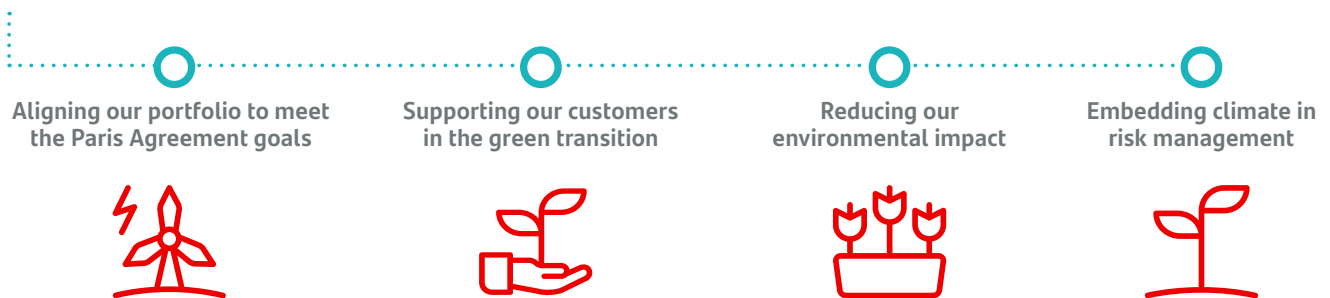 Aligning our portfolio to meet
the Paris Agreement goals
Supporting our customers
in the green transition
Reducing our
environmental impact
Embedding climate in
risk management